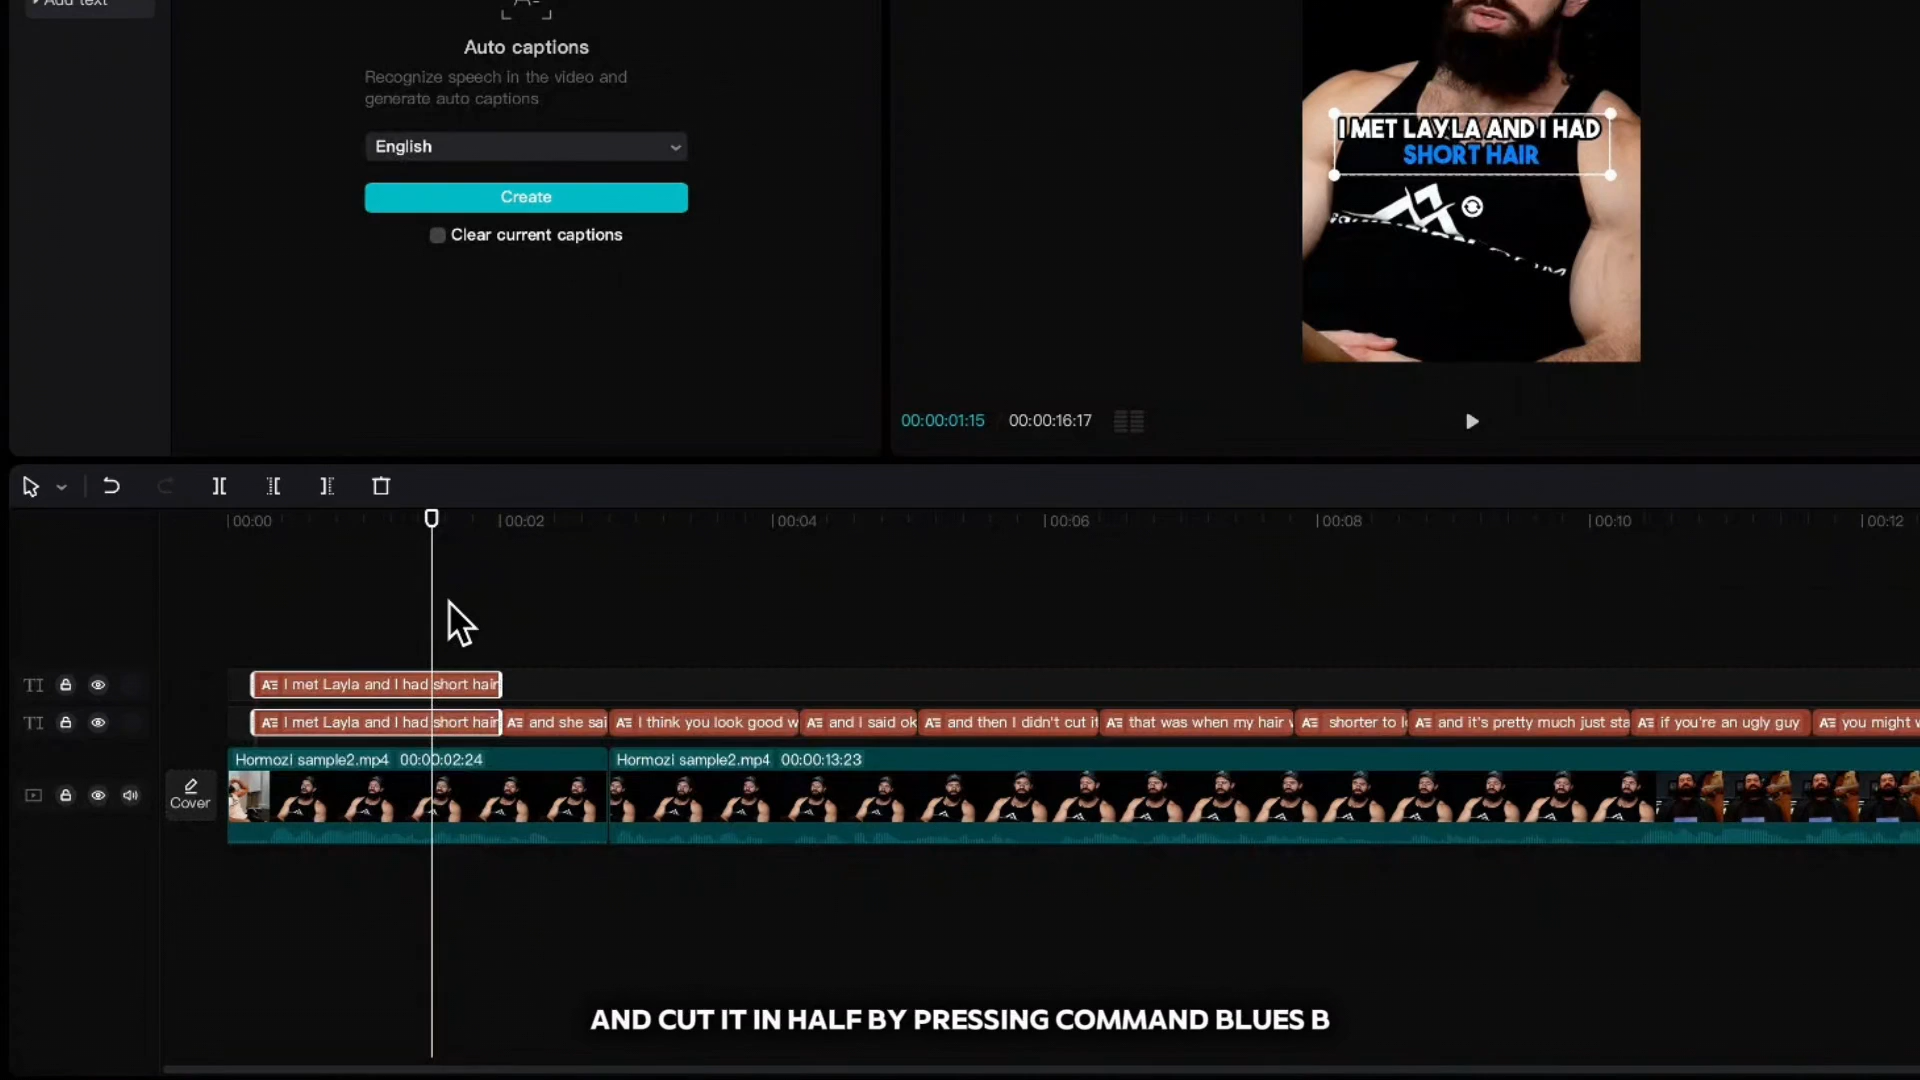 Add text
Auto captions
Recognize speech in the video and
generate auto captions
English
Create
Clear current captions
I MET LAYLA AND I HAD
SHORT HAIR
00:00:01:15 00:00:16:17
00:00 00:02 00:04 00:06 00:08 00:10 00:12
TI A≡ I met Layla and I had short hair
TI A≡ I met Layla and I had short hair A≡ and she sai A≡ I think you look good w A≡ and I said ok A≡ and then I didn't cut it A≡ that was when my hair A≡ shorter to A≡ and it's pretty much just sta A≡ if you're an ugly guy A≡ you might
Hormozi sample2.mp4 00:00:02:24 Hormozi sample2.mp4 00:00:13:23
Cover
AND CUT IT IN HALF BY PRESSING COMMAND BLUES B